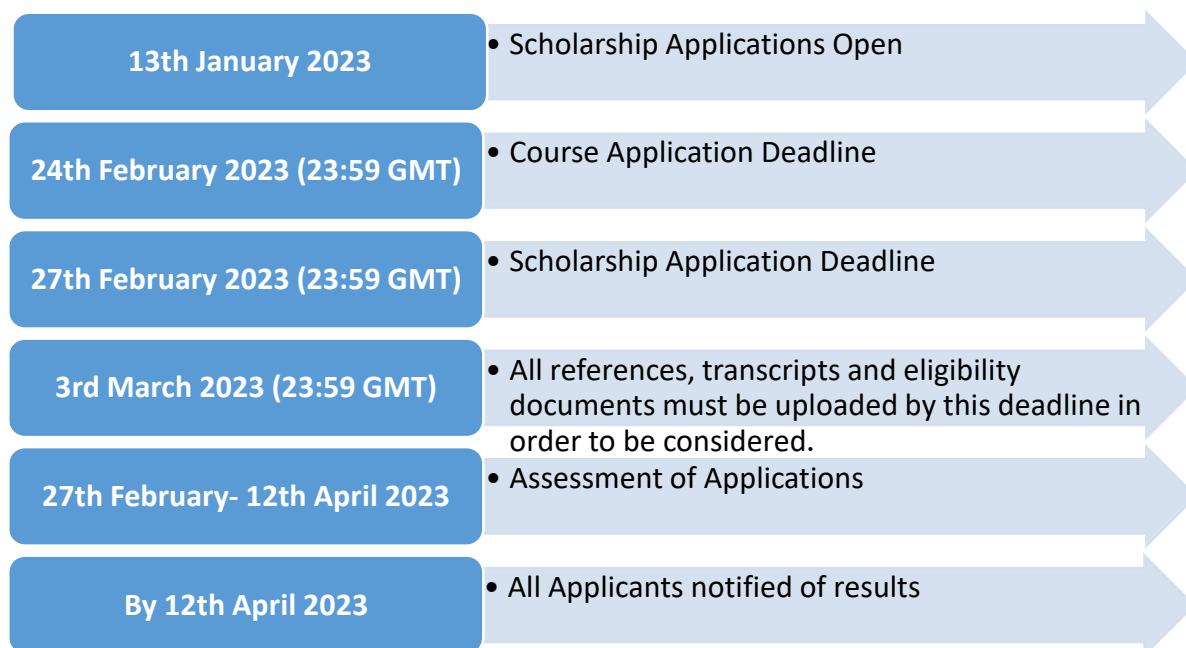 13th January 2023
• Scholarship Applications Open
24th February 2023 (23:59 GMT)
• Course Application Deadline
27th February 2023 (23:59 GMT)
• Scholarship Application Deadline
3rd March 2023 (23:59 GMT)
• All references, transcripts and eligibility
documents must be uploaded by this deadline in
order to be considered.
27th February- 12th April 2023
• Assessment of Applications
By 12th April 2023
• All Applicants notified of results